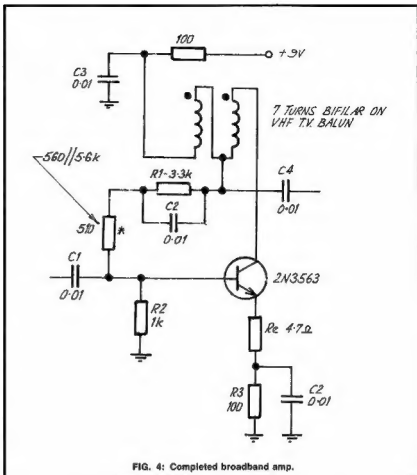 100
+9V
C3
0.01
7 TURNS BIFILAR ON
VHF T.V. BALUN
560//5.6k
R1-3.3k
C4
0.01
C2
0.01
510 *
C1
0.01
2N3563
R2
1k
Re 4.7Ω
R3
100
C2
0.01
FIG. 4: Completed broadband amp.